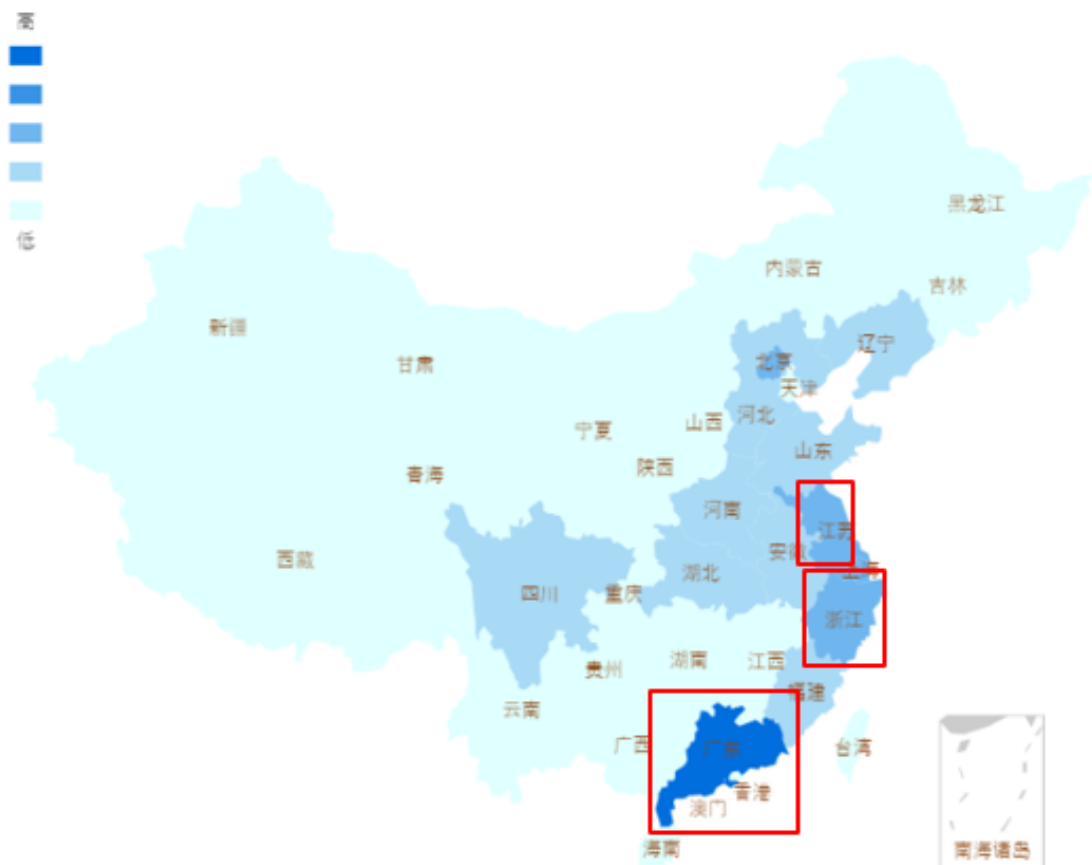 高
低
黑龙江
内蒙古
吉林
新疆
辽宁
甘肃
北京
天津
河北
山西
宁夏
山东
陕西
青海
河南
江苏
安徽
西藏
湖北
上海
四川
重庆
浙江
湖南
江西
贵州
福建
云南
广西
广东
台湾
香港
澳门
海南
南海诸岛